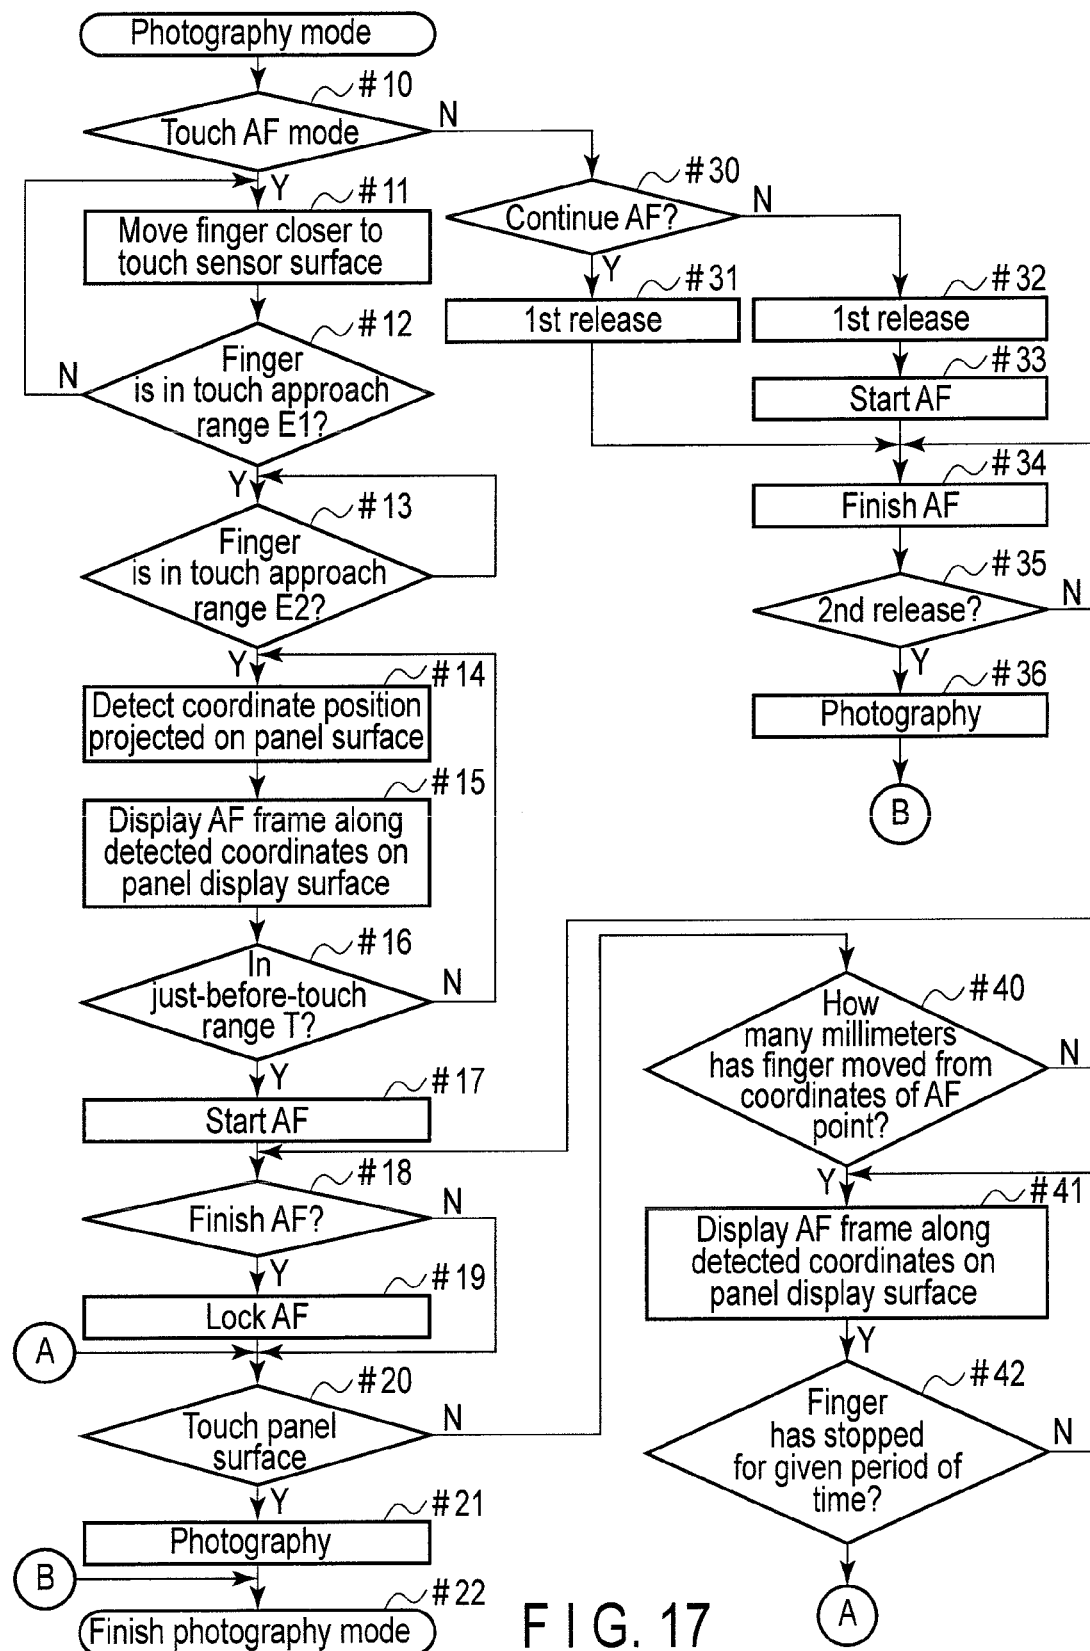 Photography mode
#10
Touch AF mode
N
Y
#11
Move finger closer to
touch sensor surface
#12
Finger
is in touch approach
range E1?
N
Y
#13
Finger
is in touch approach
range E2?
Y
#14
Detect coordinate position
projected on panel surface
#15
Display AF frame along
detected coordinates on
panel display surface
#16
In
just-before-touch
range T?
N
Y
#17
Start AF
#18
Finish AF?
N
Y
#19
Lock AF
A
#20
Touch panel
surface
N
Y
#21
Photography
B
#22
Finish photography mode
#30
Continue AF?
N
Y
#31
1st release
#32
1st release
#33
Start AF
#34
Finish AF
#35
2nd release?
N
Y
#36
Photography
B
#40
How
many millimeters
has finger moved from
coordinates of AF
point?
N
Y
#41
Display AF frame along
detected coordinates on
panel display surface
Y
#42
Finger
has stopped
for given period of
time?
N
A
FIG. 17